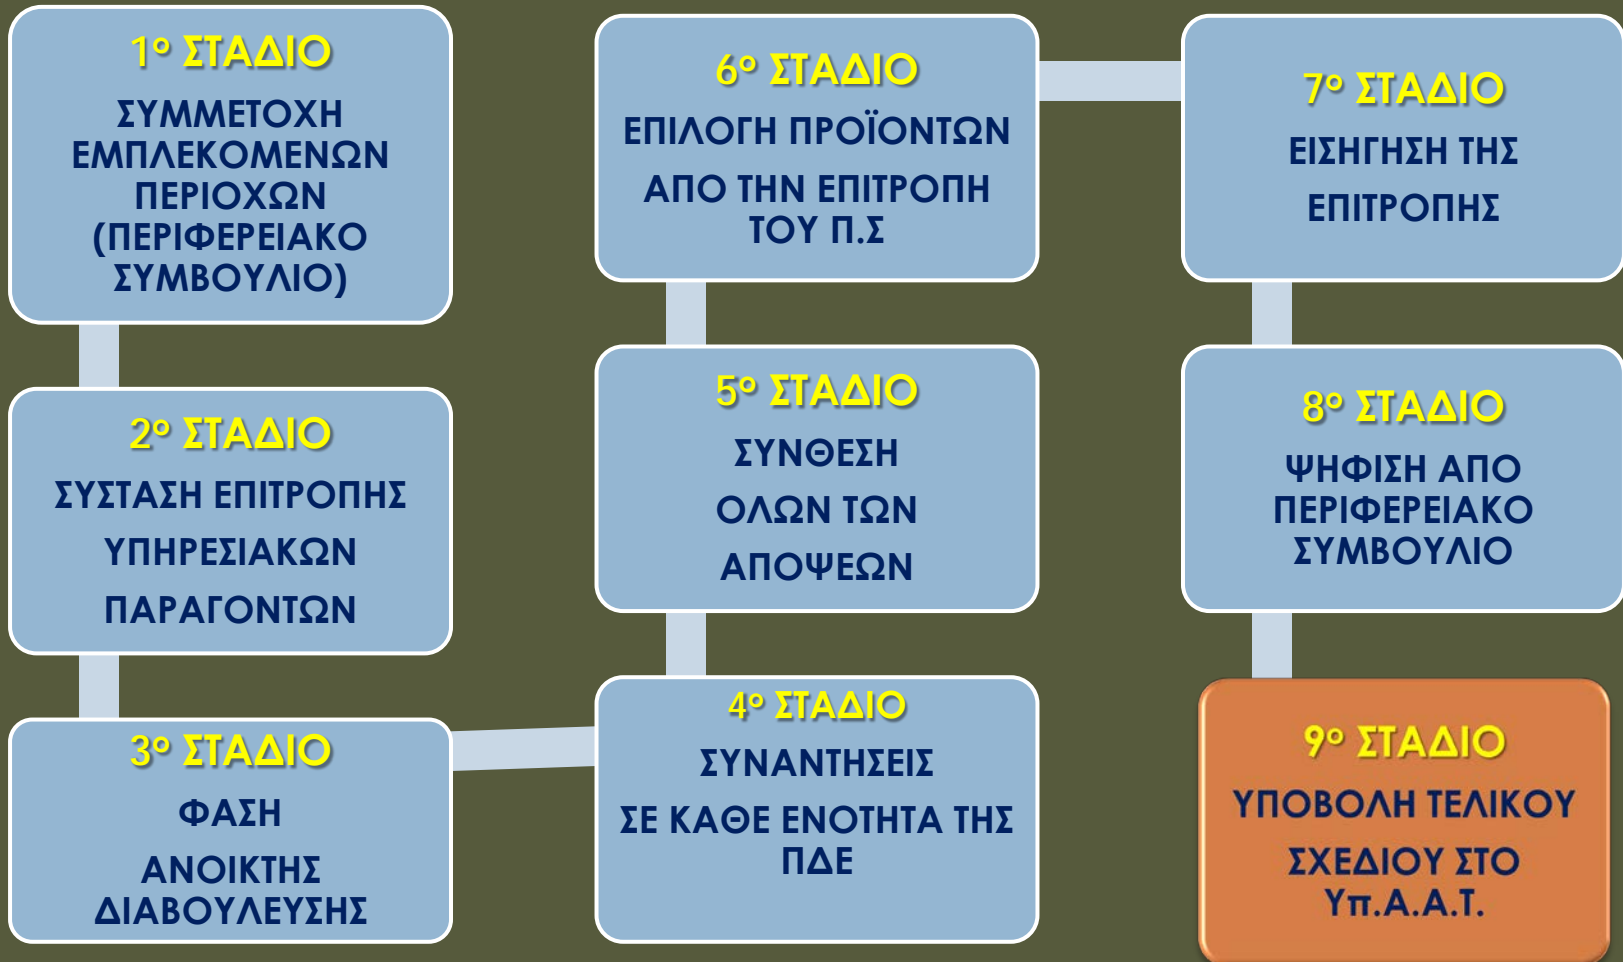 1ο ΣΤΑΔΙΟ
ΣΥΜΜΕΤΟΧΗ
ΕΜΠΛΕΚΟΜΕΝΩΝ
ΠΕΡΙΟΧΩΝ
(ΠΕΡΙΦΕΡΕΙΑΚΟ
ΣΥΜΒΟΥΛΙΟ)
2ο ΣΤΑΔΙΟ
ΣΥΣΤΑΣΗ ΕΠΙΤΡΟΠΗΣ
ΥΠΗΡΕΣΙΑΚΩΝ
ΠΑΡΑΓΟΝΤΩΝ
3ο ΣΤΑΔΙΟ
ΦΑΣΗ
ΑΝΟΙΚΤΗΣ
ΔΙΑΒΟΥΛΕΥΣΗΣ
4ο ΣΤΑΔΙΟ
ΣΥΝΑΝΤΗΣΕΙΣ
ΣΕ ΚΑΘΕ ΕΝΟΤΗΤΑ ΤΗΣ
ΠΔΕ
5ο ΣΤΑΔΙΟ
ΣΥΝΘΕΣΗ
ΟΛΩΝ ΤΩΝ
ΑΠΟΨΕΩΝ
6ο ΣΤΑΔΙΟ
ΕΠΙΛΟΓΗ ΠΡΟΪΟΝΤΩΝ
ΑΠΟ ΤΗΝ ΕΠΙΤΡΟΠΗ
ΤΟΥ Π.Σ
7ο ΣΤΑΔΙΟ
ΕΙΣΗΓΗΣΗ ΤΗΣ
ΕΠΙΤΡΟΠΗΣ
8ο ΣΤΑΔΙΟ
ΨΗΦΙΣΗ ΑΠΟ
ΠΕΡΙΦΕΡΕΙΑΚΟ
ΣΥΜΒΟΥΛΙΟ
9ο ΣΤΑΔΙΟ
ΥΠΟΒΟΛΗ ΤΕΛΙΚΟΥ
ΣΧΕΔΙΟΥ ΣΤΟ
Υπ.Α.Α.Τ.